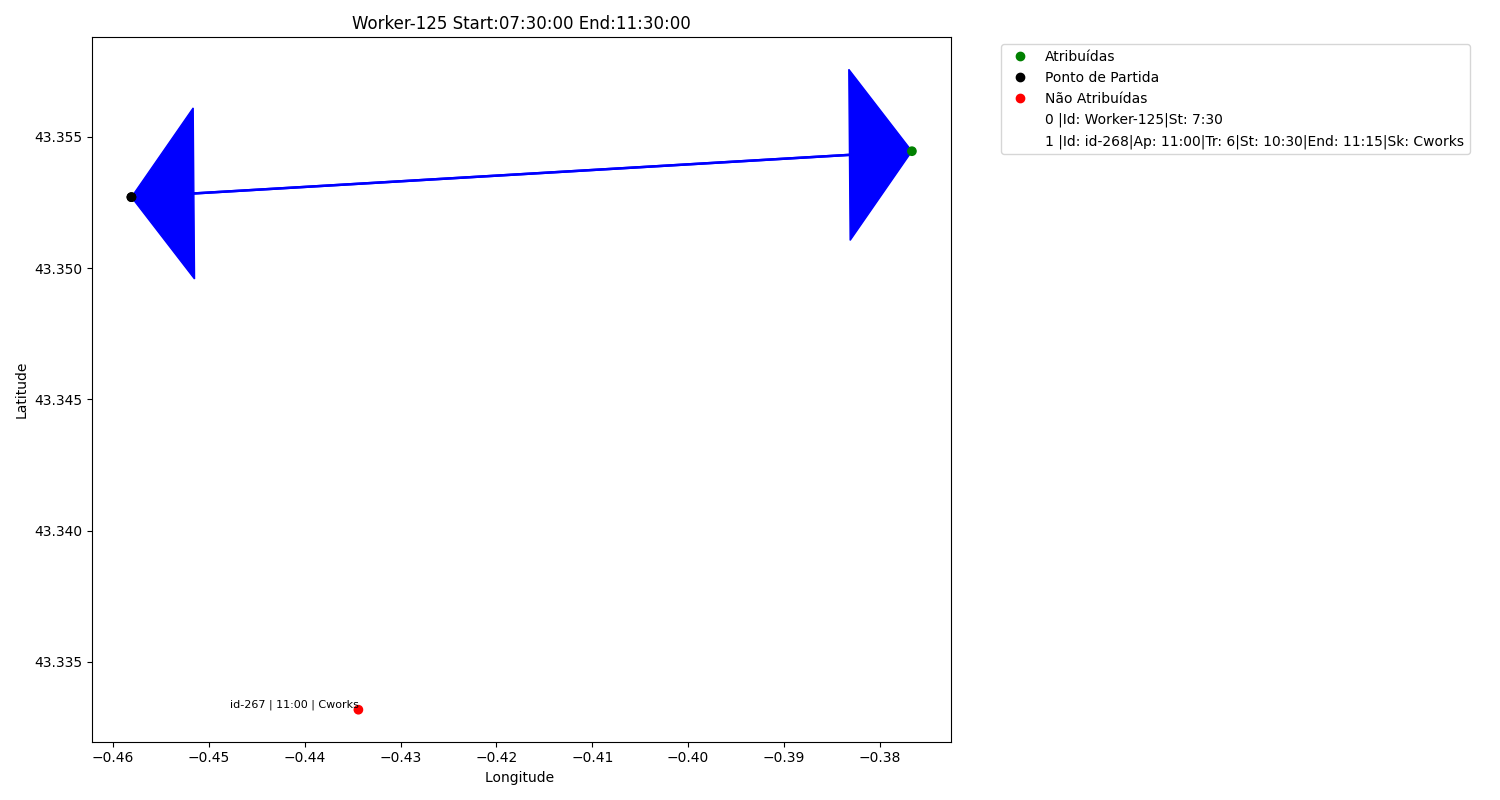 Worker-125 Start:07:30:00 End:11:30:00
Atribuídas
Ponto de Partida
Não Atribuídas
0 |Id: Worker-125|St: 7:30
1 |Id: id-268|Ap: 11:00|Tr: 6|St: 10:30|End: 11:15|Sk: Cworks
43.355
43.350
43.345
43.340
43.335
Latitude
id-267 | 11:00 | Cworks
−0.46 −0.45 −0.44 −0.43 −0.42 −0.41 −0.40 −0.39 −0.38
Longitude